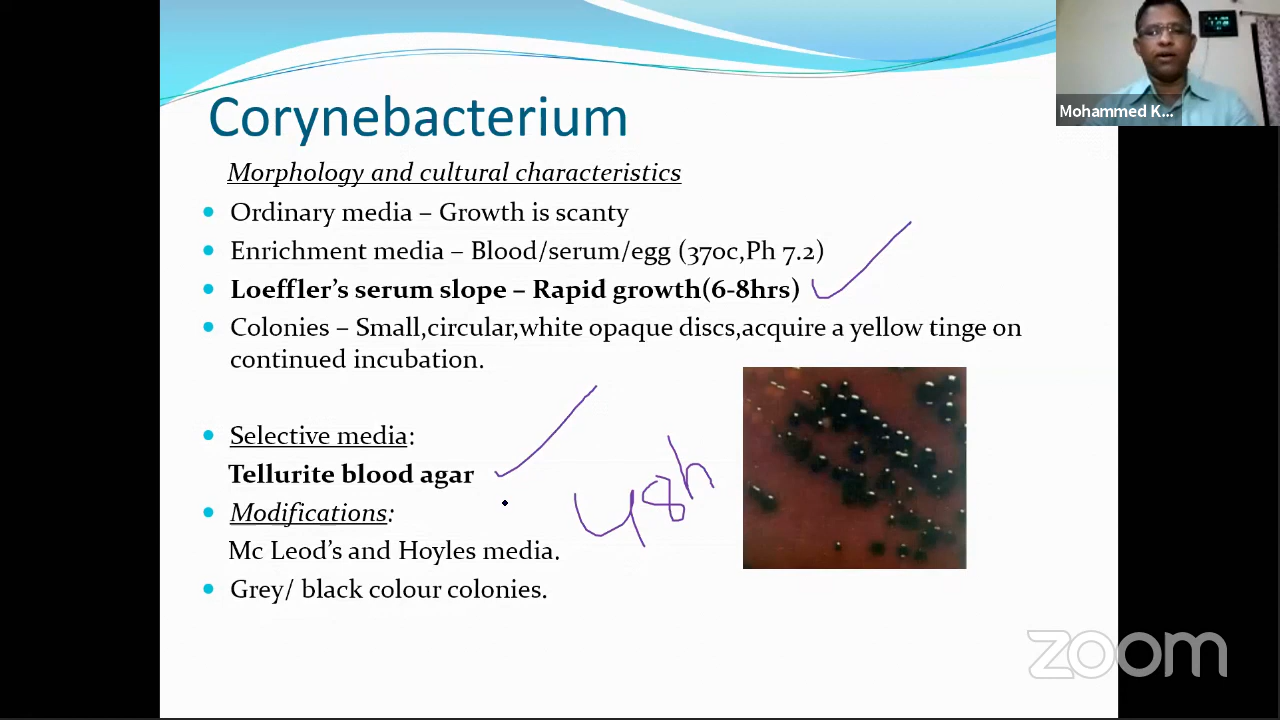 Corynebacterium
Mohammed K...
Morphology and cultural characteristics
Ordinary media – Growth is scanty
Enrichment media – Blood/serum/egg (37oc,Ph 7.2)
Loeffler's serum slope – Rapid growth(6-8hrs)
Colonies – Small,circular,white opaque discs,acquire a yellow tinge on
continued incubation.
Selective media:
Tellurite blood agar
48h
Modifications:
Mc Leod's and Hoyles media.
Grey/ black colour colonies.
zoom